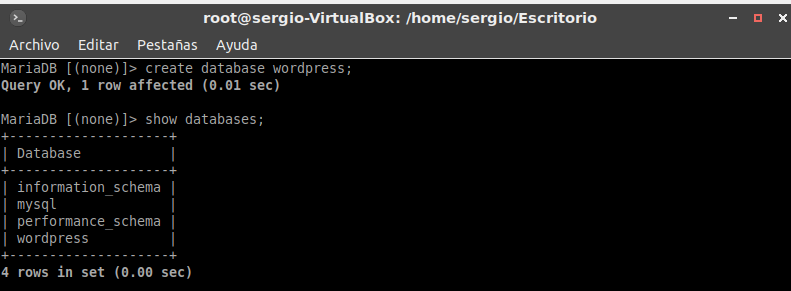 root@sergio-VirtualBox: /home/sergio/Escritorio
Archivo Editar Pestañas Ayuda
MariaDB [(none)]> create database wordpress;
Query OK, 1 row affected (0.01 sec)
MariaDB [(none)]> show databases;
+--------------------+
| Database           |
+--------------------+
| information_schema |
| mysql              |
| performance_schema |
| wordpress          |
+--------------------+
4 rows in set (0.00 sec)